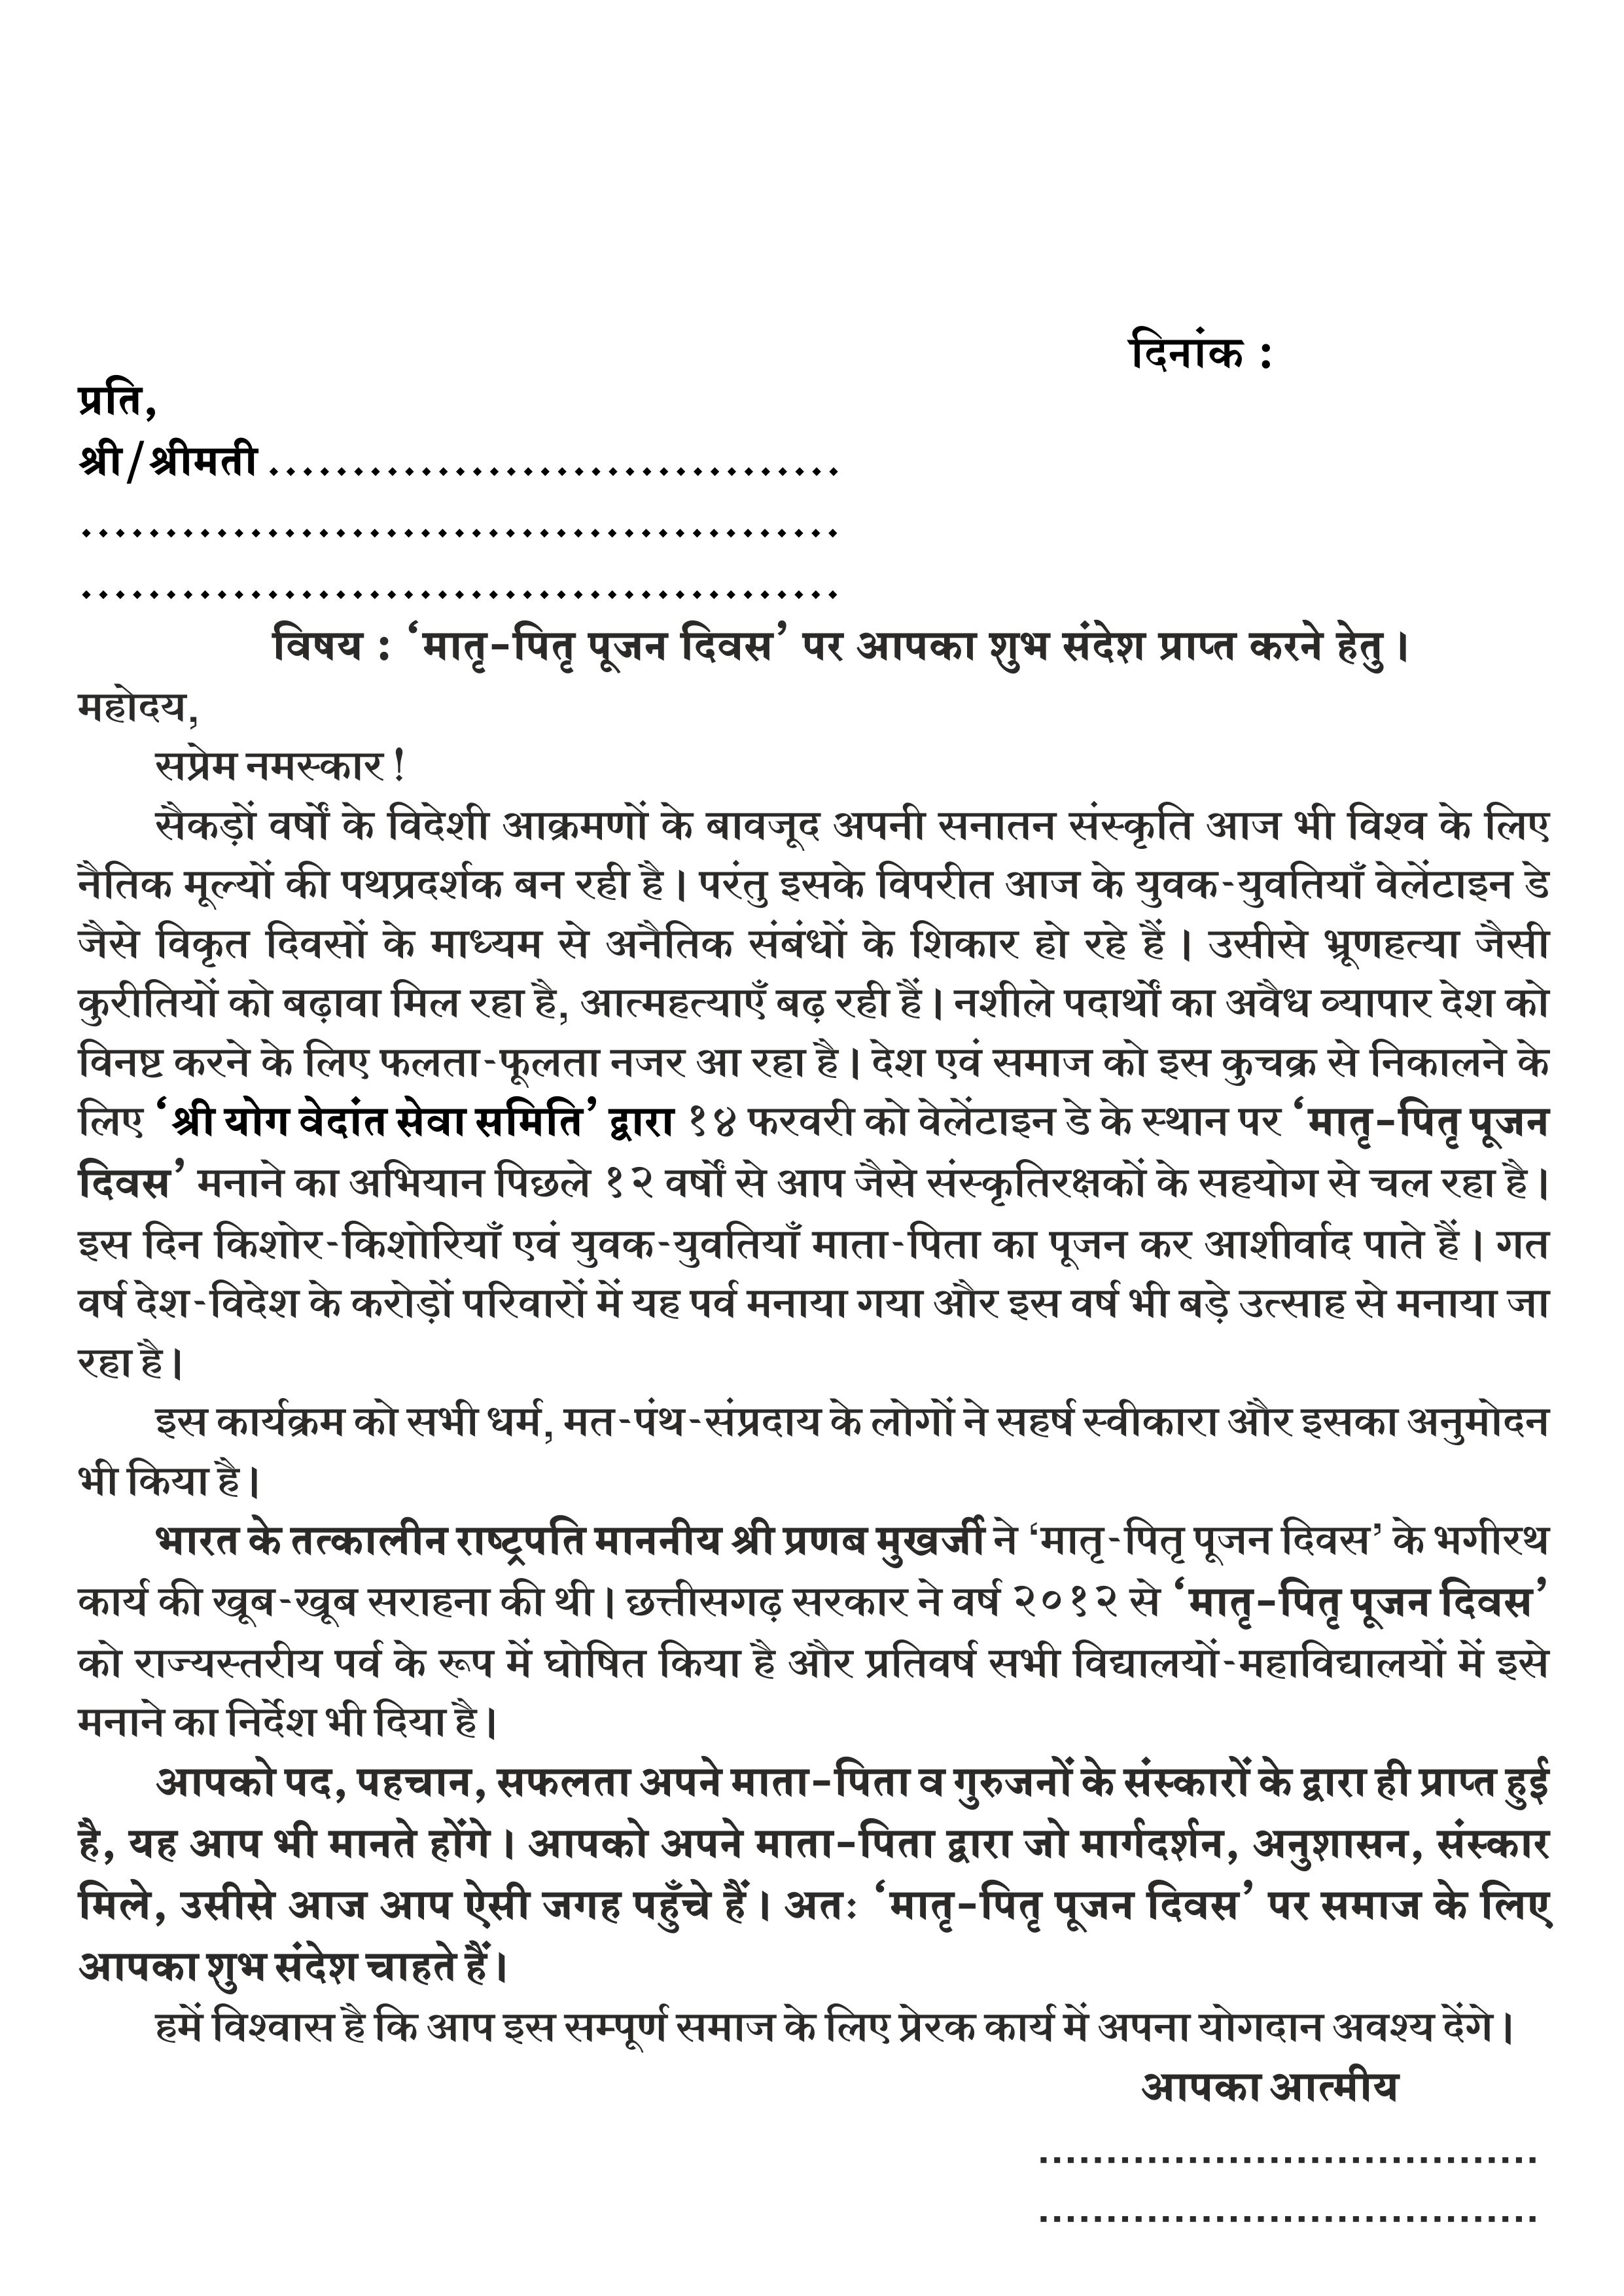 दिनांक :
प्रति,
श्री/श्रीमती ..................................
.............................................
.............................................
विषय : ‘मातृ-पितृ पूजन दिवस’ पर आपका शुभ संदेश प्राप्त करने हेतु।
महोदय,
सप्रेम नमस्कार !
सैकड़ों वर्षों के विदेशी आक्रमणों के बावजूद अपनी सनातन संस्कृति आज भी विश्व के लिए
नैतिक मूल्यों की पथप्रदर्शक बन रही है। परंतु इसके विपरीत आज के युवक-युवतियाँ वेलेंटाइन डे
जैसे विकृत दिवसों के माध्यम से अनैतिक संबंधों के शिकार हो रहे हैं। उसीसे भ्रूणहत्या जैसी
कुरीतियों को बढ़ावा मिल रहा है, आत्महत्याएँ बढ़ रही हैं। नशीले पदार्थों का अवैध व्यापार देश को
विनष्ट करने के लिए फलता-फूलता नजर आ रहा है। देश एवं समाज को इस कुचक्र से निकालने के
लिए ‘श्री योग वेदांत सेवा समिति’ द्वारा १४ फरवरी को वेलेंटाइन डे के स्थान पर ‘मातृ-पितृ पूजन
दिवस’ मनाने का अभियान पिछले १२ वर्षों से आप जैसे संस्कृतिरक्षकों के सहयोग से चल रहा है।
इस दिन किशोर-किशोरियाँ एवं युवक-युवतियाँ माता-पिता का पूजन कर आशीर्वाद पाते हैं। गत
वर्ष देश-विदेश के करोड़ों परिवारों में यह पर्व मनाया गया और इस वर्ष भी बड़े उत्साह से मनाया जा
रहा है।
इस कार्यक्रम को सभी धर्म, मत-पंथ-संप्रदाय के लोगों ने सहर्ष स्वीकारा और इसका अनुमोदन
भी किया है।
भारत के तत्कालीन राष्ट्रपति माननीय श्री प्रणब मुखर्जी ने ‘मातृ-पितृ पूजन दिवस’ के भगीरथ
कार्य की खूब-खूब सराहना की थी। छत्तीसगढ़ सरकार ने वर्ष २०१२ से ‘मातृ-पितृ पूजन दिवस’
को राज्यस्तरीय पर्व के रूप में घोषित किया है और प्रतिवर्ष सभी विद्यालयों-महाविद्यालयों में इसे
मनाने का निर्देश भी दिया है।
आपको पद, पहचान, सफलता अपने माता-पिता व गुरुजनों के संस्कारों के द्वारा ही प्राप्त हुई
है, यह आप भी मानते होंगे। आपको अपने माता-पिता द्वारा जो मार्गदर्शन, अनुशासन, संस्कार
मिले, उसीसे आज आप ऐसी जगह पहुँचे हैं। अतः ‘मातृ-पितृ पूजन दिवस’ पर समाज के लिए
आपका शुभ संदेश चाहते हैं।
हमें विश्वास है कि आप इस सम्पूर्ण समाज के लिए प्रेरक कार्य में अपना योगदान अवश्य देंगे।
आपका आत्मीय
.....................................
.....................................